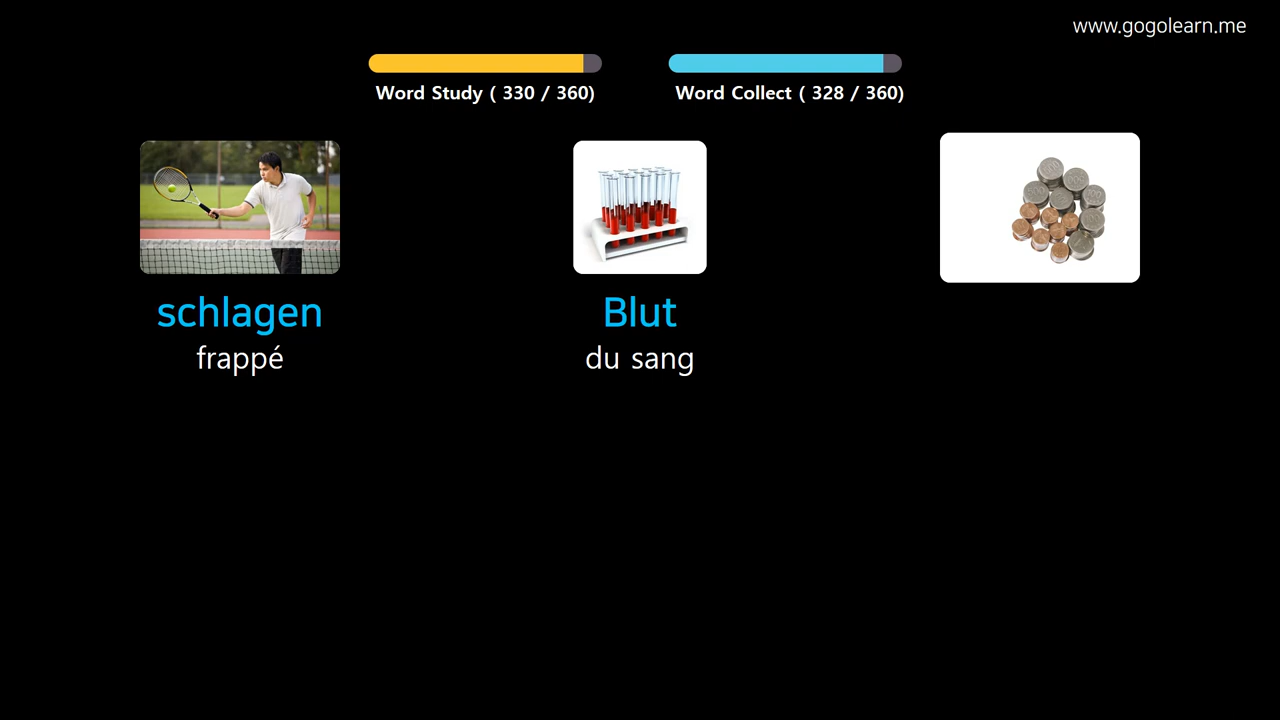 www.gogolearn.me
Word Study ( 330 / 360)
Word Collect ( 328 / 360)
schlagen
frappé
Blut
du sang